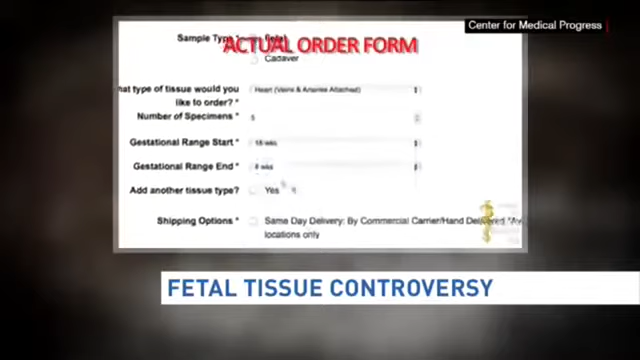 Center for Medical Progress
Sample Type
ACTUAL ORDER FORM
Cadaver
hat type of tissue would you
like to order? *
Heart (Veins & Arteries Attached)
Number of Specimens *
5
Gestational Range Start *
Gestational Range End *
Add another tissue type?
Yes
Shipping Options *
Same Day Delivery: By Commercial Carrier/Hand Delivered
locations only
FETAL TISSUE CONTROVERSY